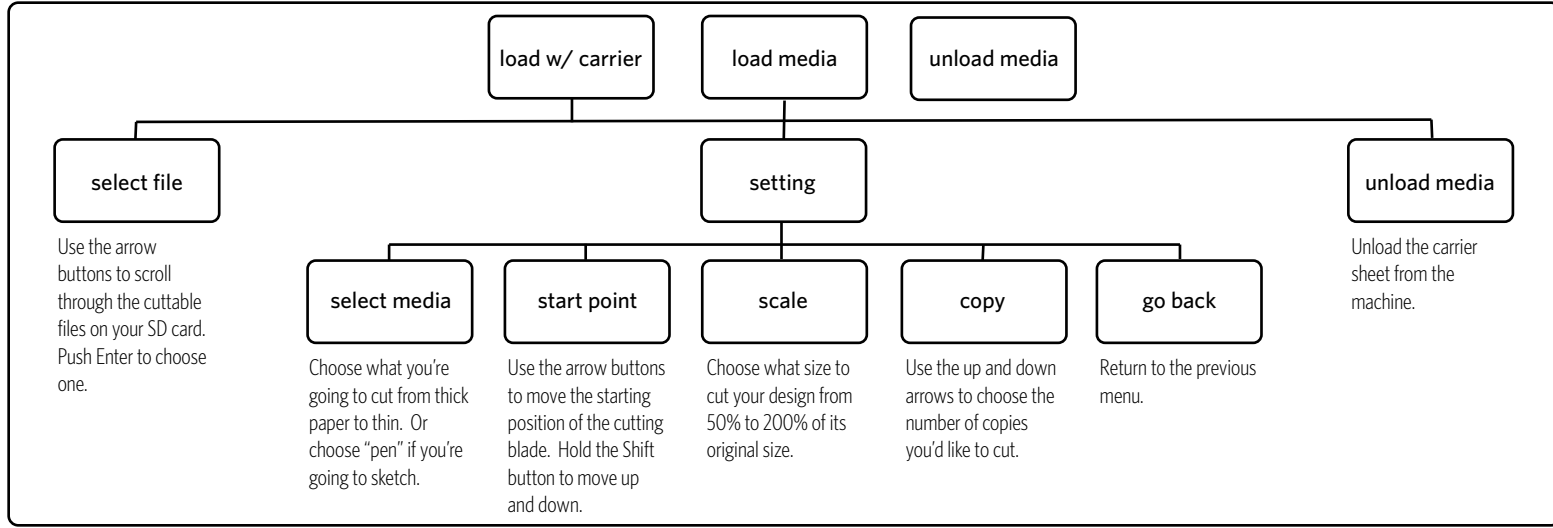 load w/ carrier
load media
unload media
select file
setting
unload media
Use the arrow
buttons to scroll
through the cuttable
files on your SD card.
Push Enter to choose
one.
Unload the carrier
sheet from the
machine.
select media
start point
scale
copy
go back
Choose what you're
going to cut from thick
paper to thin.  Or
choose “pen” if you're
going to sketch.
Use the arrow buttons
to move the starting
position of the cutting
blade.  Hold the Shift
button to move up
and down.
Choose what size to
cut your design from
50% to 200% of its
original size.
Use the up and down
arrows to choose the
number of copies
you'd like to cut.
Return to the previous
menu.